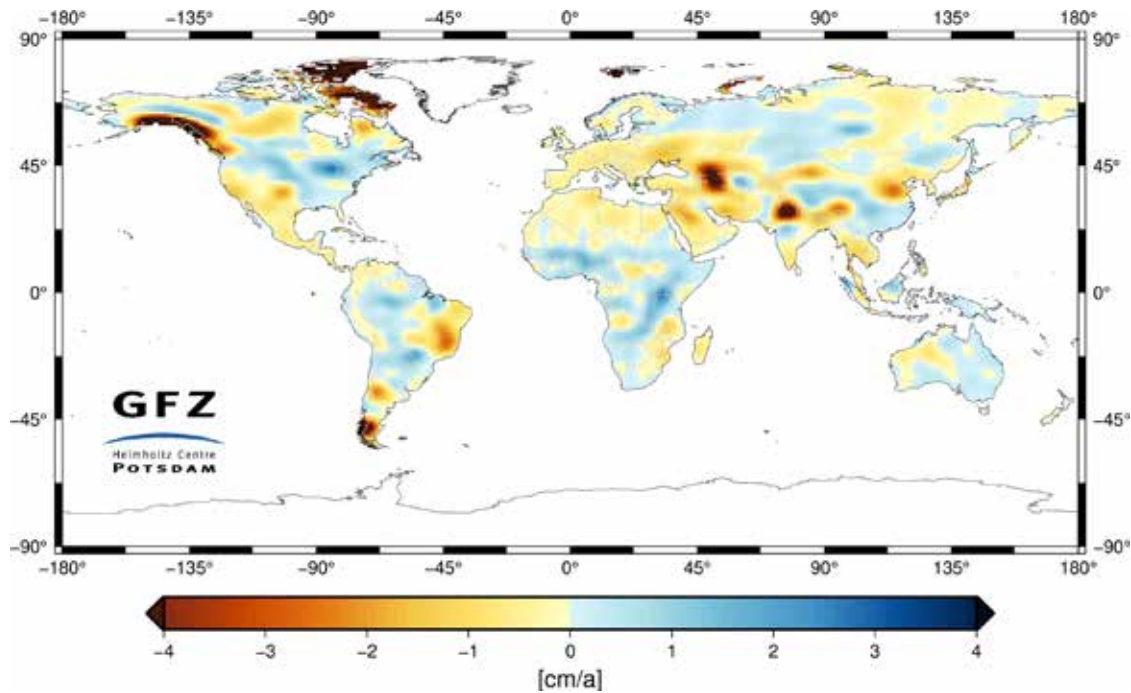 −180° −135° −90° −45° 0° 45° 90° 135° 180°
90° 90°
45° 45°
0° 0°
GFZ
−45° −45°
Helmholtz Centre
POTSDAM
−90° −90°
−180° −135° −90° −45° 0° 45° 90° 135° 180°
−4 −3 −2 −1 0 1 2 3 4
[cm/a]